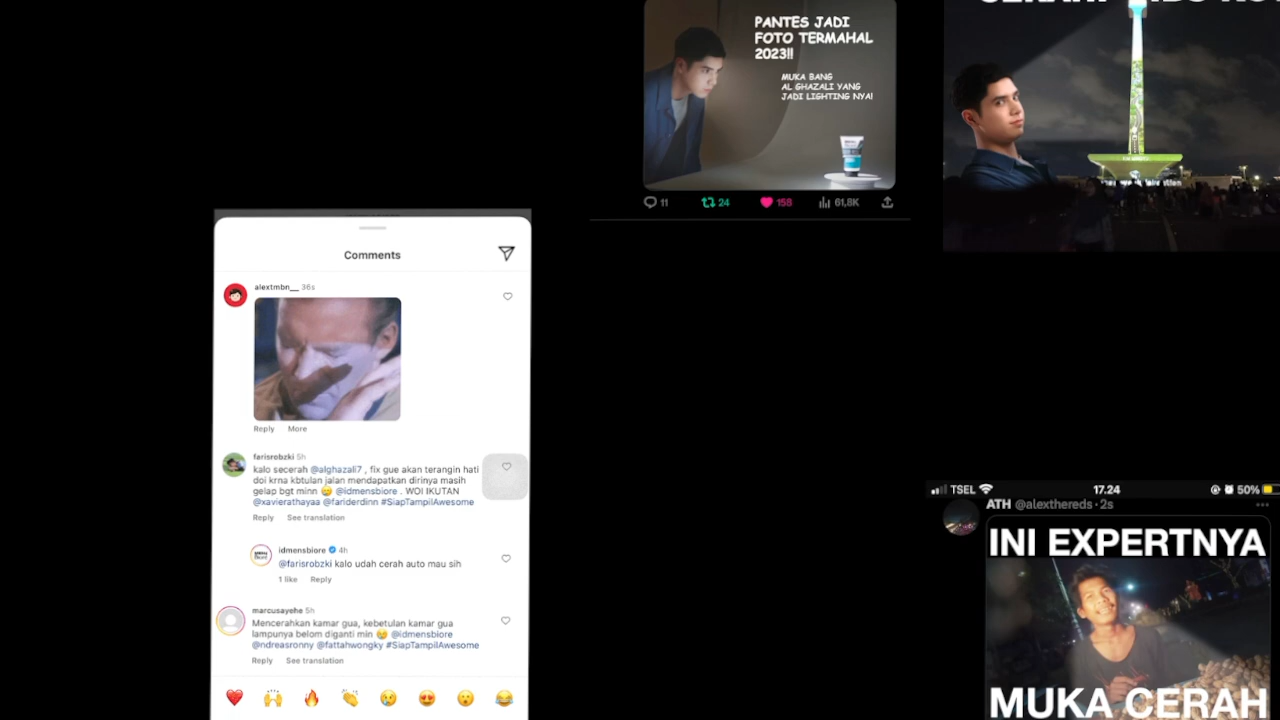 PANTES JADI
FOTO TERMAHAL
2023!!
MUKA BANG
AL GHAZALI YANG
JADI LIGHTING NYA!
11
24
158
61,8K
Comments
alextmbn__ 36s
Reply More
farisrobzki 5h
kalo secerah @alghazali7 , fix gue akan terangin hati
doi krna kbtulan jalan mendapatkan dirinya masih
gelap bgt minn 😅 @idmensbiore . WOI IKUTAN
@xavierathayaa @fariderdinn #SiapTampilAwesome
Reply See translation
idmensbiore 4h
@farisrobzki kalo udah cerah auto mau sih
1 like Reply
marcusayehe 5h
Mencerahkan kamar gua, kebetulan kamar gua
lampunya belom diganti min 😢 @idmensbiore
@ndreasronny @fattahwongky #SiapTampilAwesome
Reply See translation
TSEL 17.24 50%
ATH @alexthereds · 2s
INI EXPERTNYA
MUKA CERAH